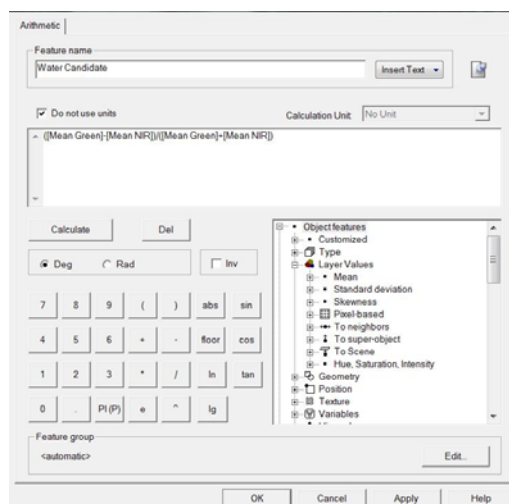 Arithmetic
Feature name
Water Candidate
Insert Text
Do not use units
Calculation Unit
No Unit
([Mean Green]-[Mean NIR])/([Mean Green]+[Mean NIR])
Calculate
Del
Deg
Rad
Inv
7 8 9 ( ) abs sin
4 5 6 + - floor cos
1 2 3 * / ln tan
0 . PI (P) e ^ lg
Object features
Customized
Type
Layer Values
Mean
Standard deviation
Skewness
Pixel-based
To neighbors
To super-object
To Scene
Hue, Saturation, Intensity
Geometry
Position
Texture
Variables
Feature group
<automatic>
Edit..
OK
Cancel
Apply
Help